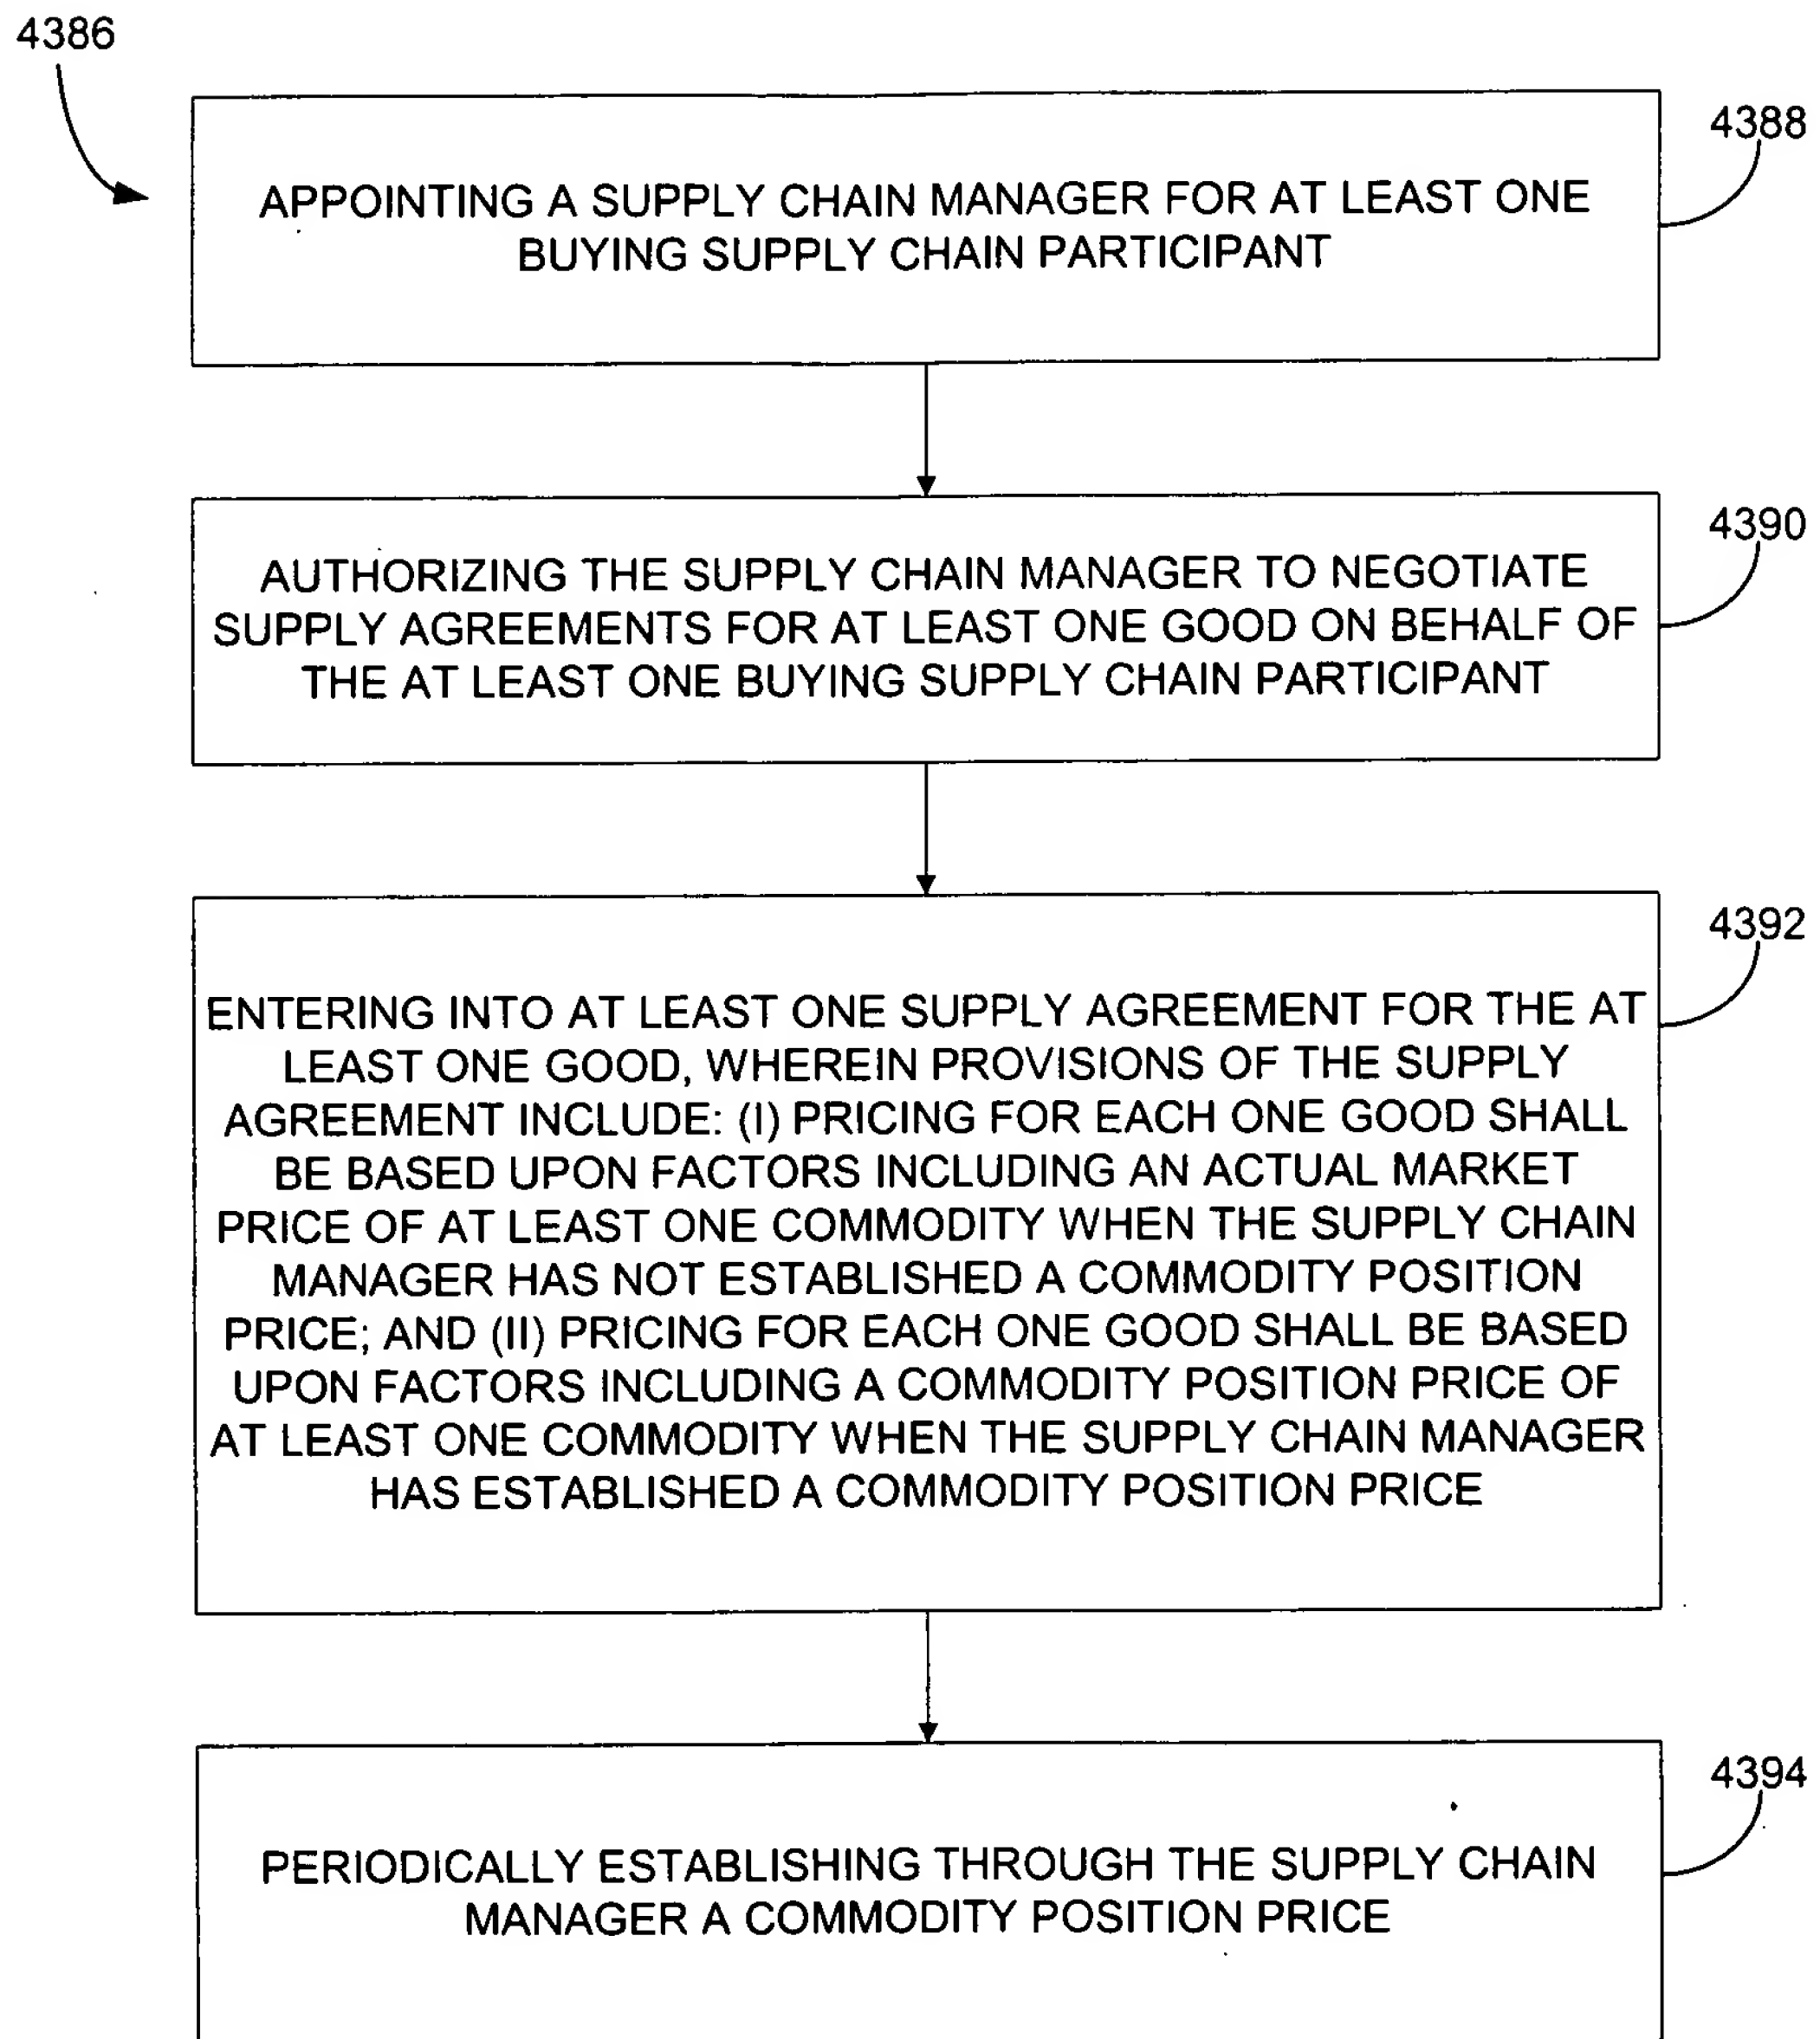 4386
4388
APPOINTING A SUPPLY CHAIN MANAGER FOR AT LEAST ONE
BUYING SUPPLY CHAIN PARTICIPANT
4390
AUTHORIZING THE SUPPLY CHAIN MANAGER TO NEGOTIATE
SUPPLY AGREEMENTS FOR AT LEAST ONE GOOD ON BEHALF OF
THE AT LEAST ONE BUYING SUPPLY CHAIN PARTICIPANT
4392
ENTERING INTO AT LEAST ONE SUPPLY AGREEMENT FOR THE AT
LEAST ONE GOOD, WHEREIN PROVISIONS OF THE SUPPLY
AGREEMENT INCLUDE: (I) PRICING FOR EACH ONE GOOD SHALL
BE BASED UPON FACTORS INCLUDING AN ACTUAL MARKET
PRICE OF AT LEAST ONE COMMODITY WHEN THE SUPPLY CHAIN
MANAGER HAS NOT ESTABLISHED A COMMODITY POSITION
PRICE; AND (II) PRICING FOR EACH ONE GOOD SHALL BE BASED
UPON FACTORS INCLUDING A COMMODITY POSITION PRICE OF
AT LEAST ONE COMMODITY WHEN THE SUPPLY CHAIN MANAGER
HAS ESTABLISHED A COMMODITY POSITION PRICE
4394
PERIODICALLY ESTABLISHING THROUGH THE SUPPLY CHAIN
MANAGER A COMMODITY POSITION PRICE